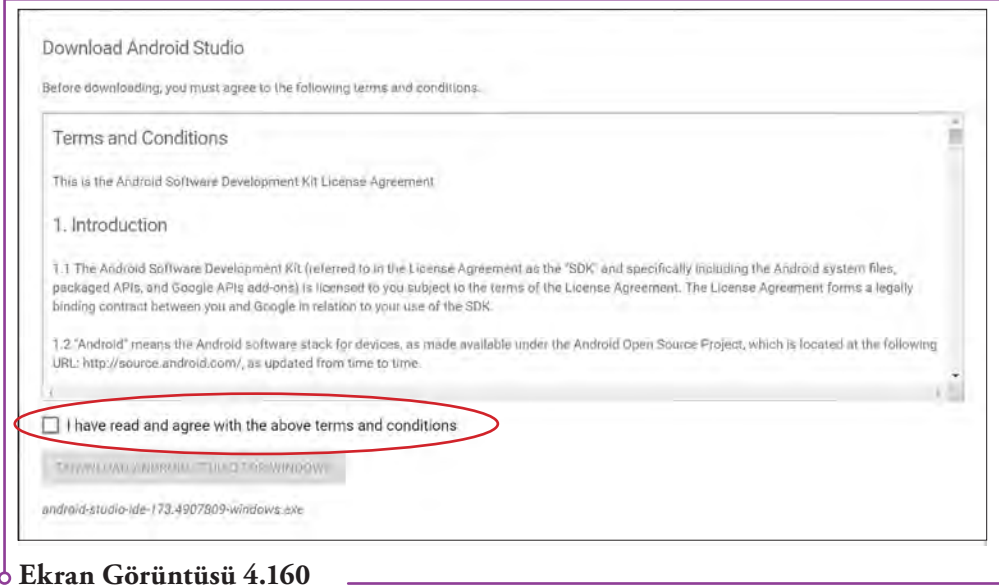 Download Android Studio
Before downloading, you must agree to the following terms and conditions.
Terms and Conditions
This is the Android Software Development Kit License Agreement
1. Introduction
1.1 The Android Software Development Kit (referred to in the License Agreement as the "SDK" and specifically including the Android system files,
packaged APIs, and Google APIs add-ons) is licensed to you subject to the terms of the License Agreement. The License Agreement forms a legally
binding contract between you and Google in relation to your use of the SDK.
1.2 "Android" means the Android software stack for devices, as made available under the Android Open Source Project, which is located at the following
URL: http://source.android.com/, as updated from time to time.
I have read and agree with the above terms and conditions
DOWNLOAD ANDROID STUDIO FOR WINDOWS
android-studio-ide-173.4907809-windows.exe
Ekran Görüntüsü 4.160